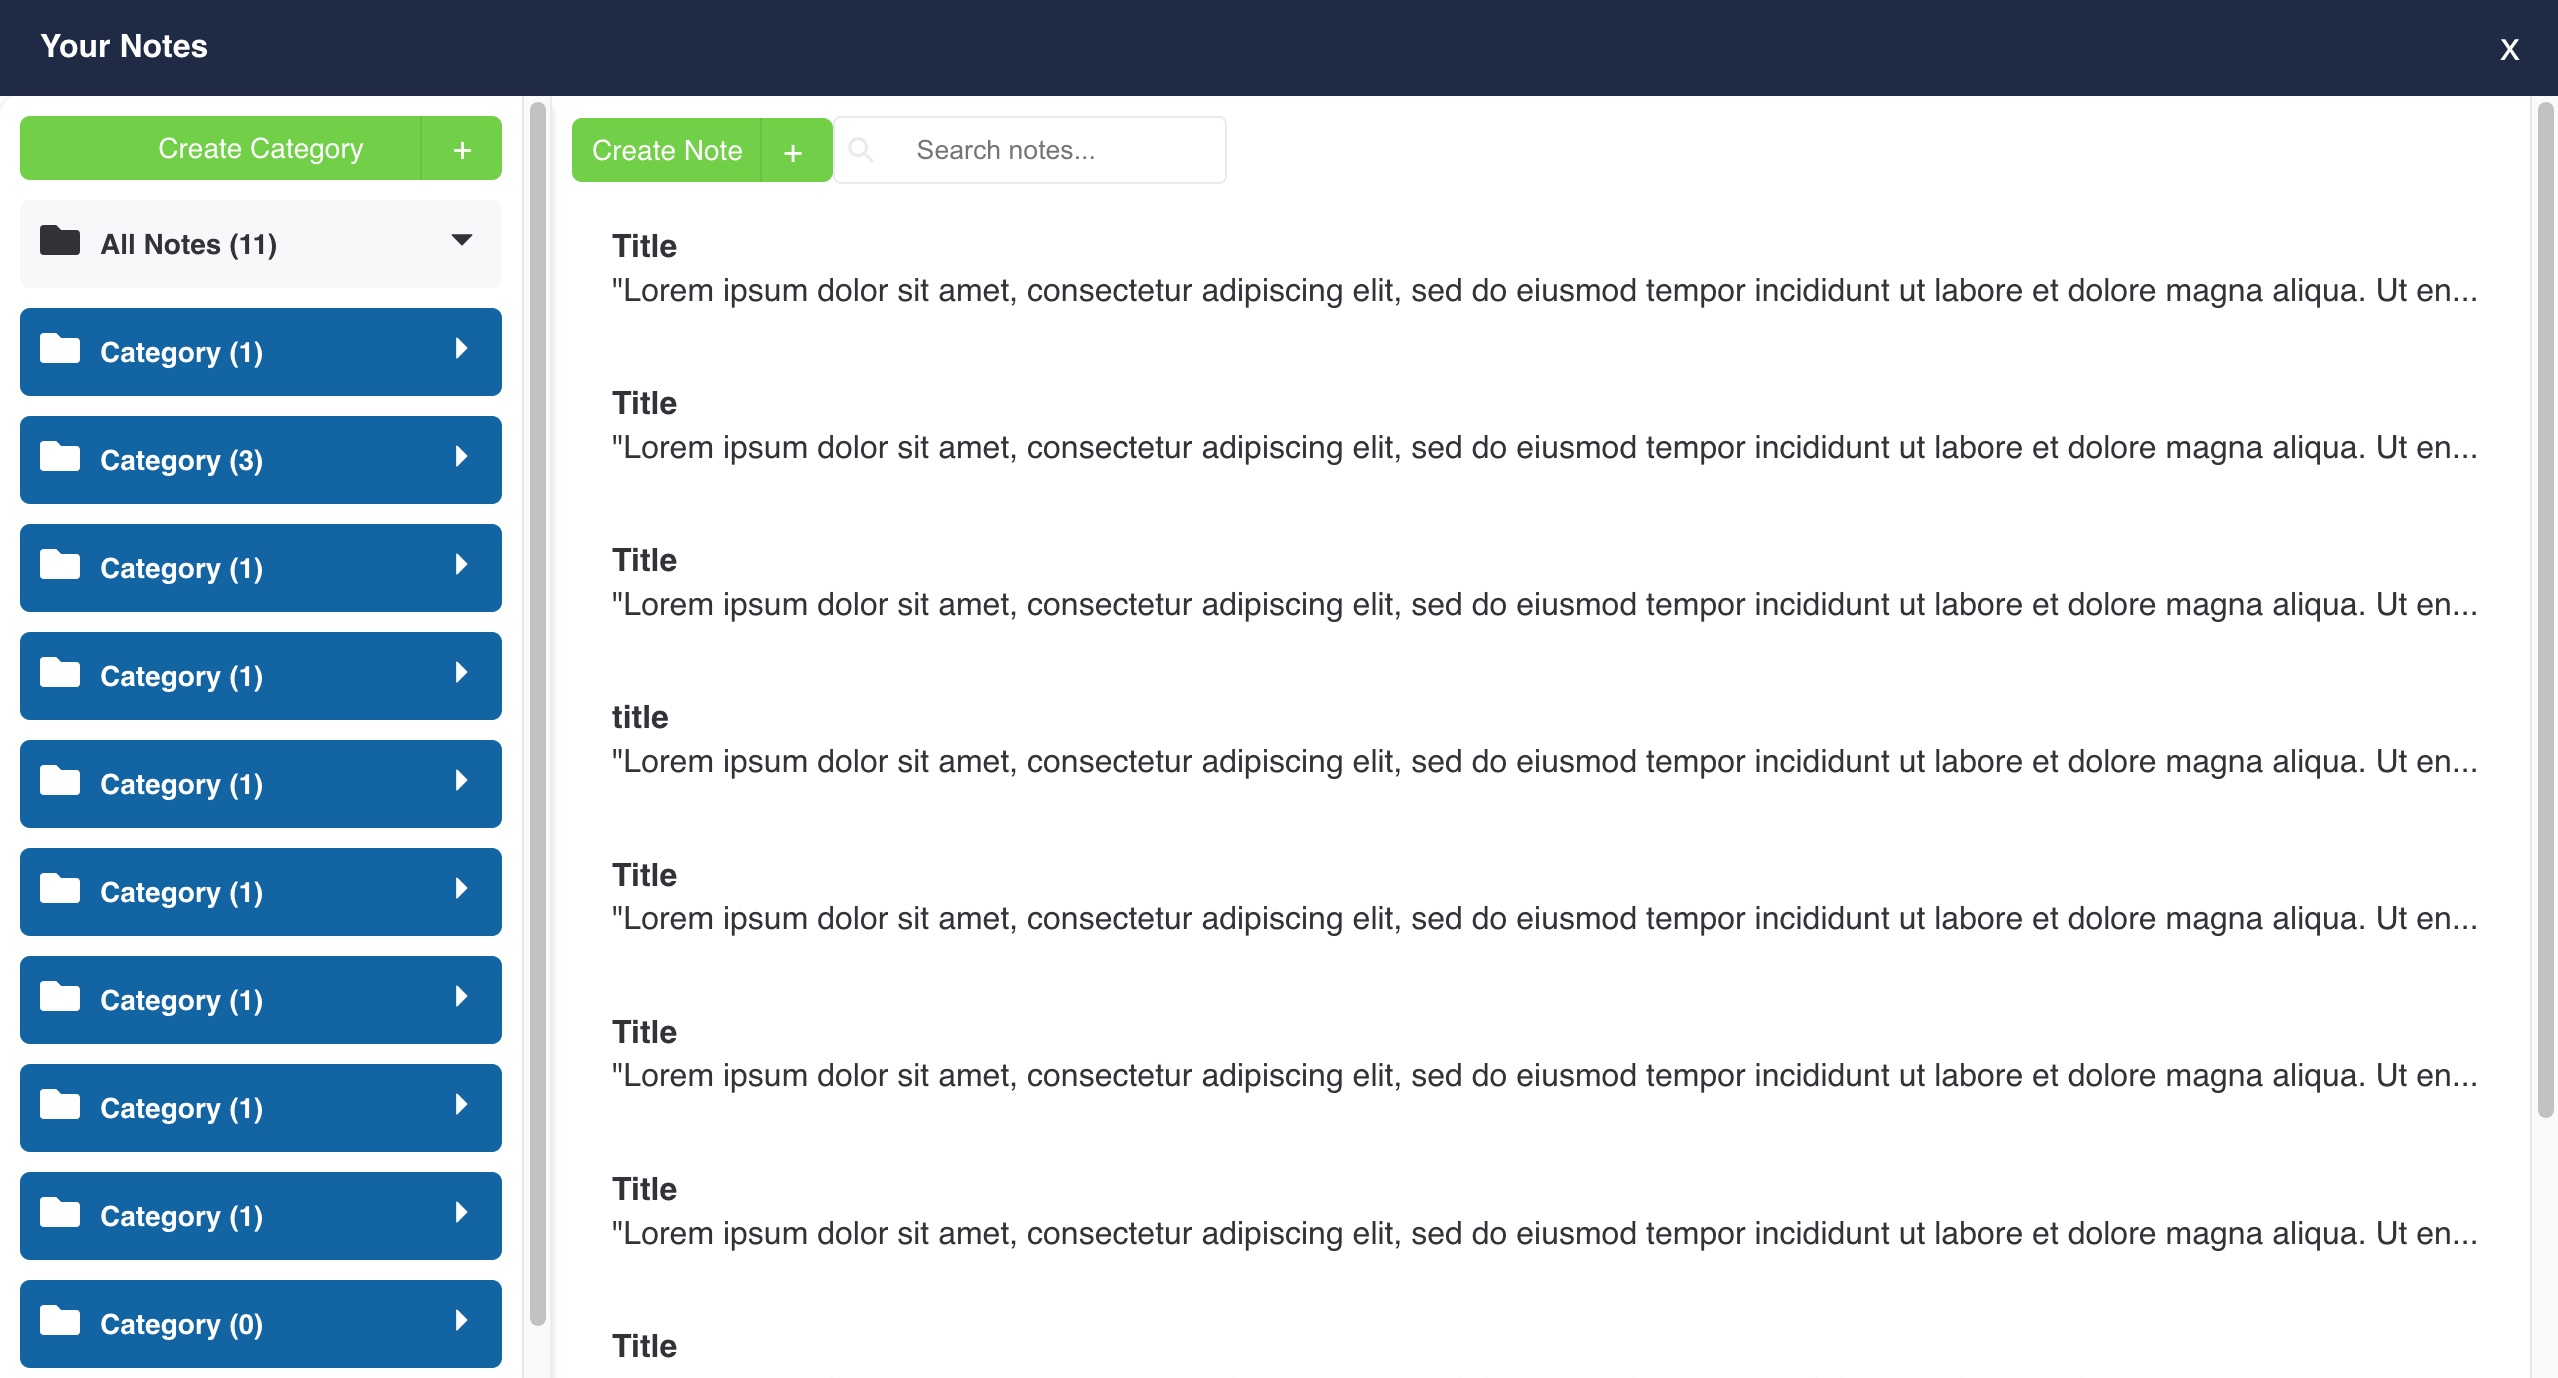 Your Notes
X
Create Category +
All Notes (11)
Category (1)
Category (3)
Category (1)
Category (1)
Category (1)
Category (1)
Category (1)
Category (1)
Category (1)
Category (0)
Create Note +
Search notes...
Title
"Lorem ipsum dolor sit amet, consectetur adipiscing elit, sed do eiusmod tempor incididunt ut labore et dolore magna aliqua. Ut en...
Title
"Lorem ipsum dolor sit amet, consectetur adipiscing elit, sed do eiusmod tempor incididunt ut labore et dolore magna aliqua. Ut en...
Title
"Lorem ipsum dolor sit amet, consectetur adipiscing elit, sed do eiusmod tempor incididunt ut labore et dolore magna aliqua. Ut en...
title
"Lorem ipsum dolor sit amet, consectetur adipiscing elit, sed do eiusmod tempor incididunt ut labore et dolore magna aliqua. Ut en...
Title
"Lorem ipsum dolor sit amet, consectetur adipiscing elit, sed do eiusmod tempor incididunt ut labore et dolore magna aliqua. Ut en...
Title
"Lorem ipsum dolor sit amet, consectetur adipiscing elit, sed do eiusmod tempor incididunt ut labore et dolore magna aliqua. Ut en...
Title
"Lorem ipsum dolor sit amet, consectetur adipiscing elit, sed do eiusmod tempor incididunt ut labore et dolore magna aliqua. Ut en...
Title